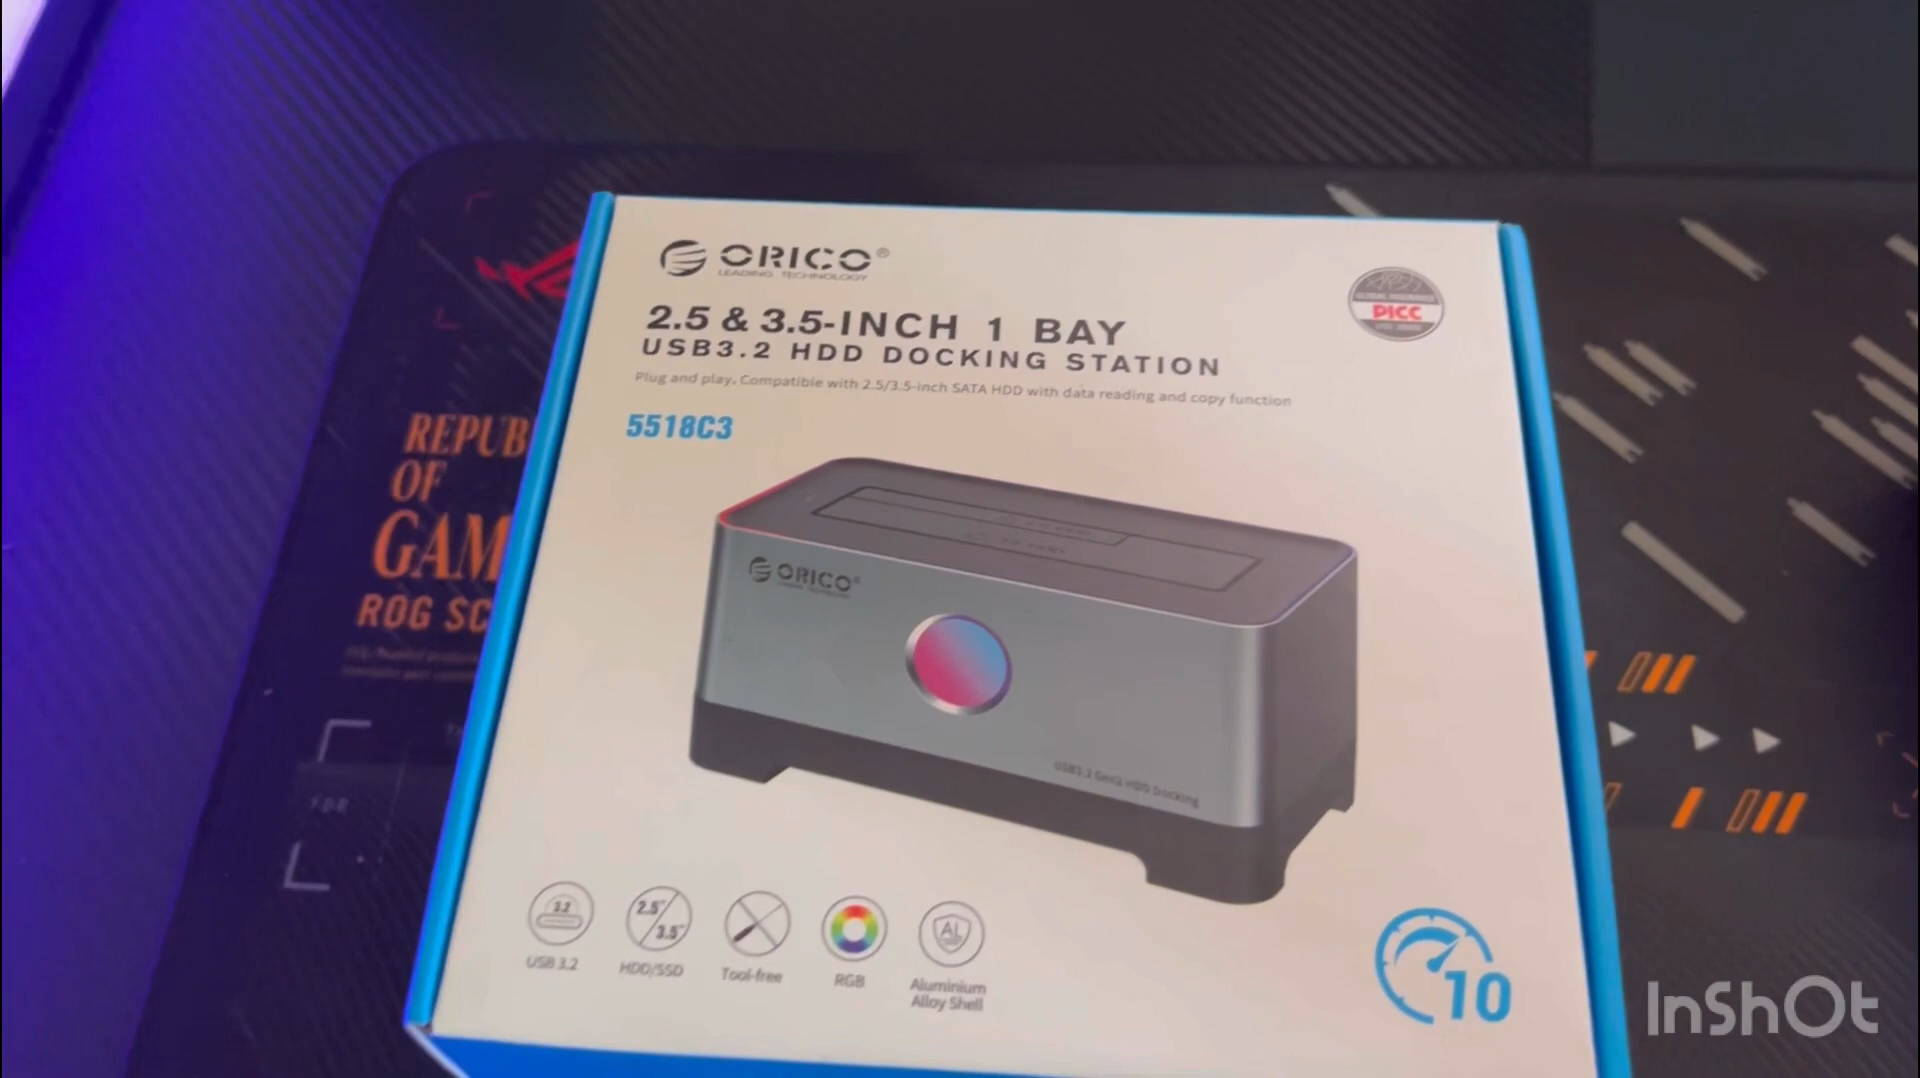 ORICO®
LEADING TECHNOLOGY
PICC
2.5 & 3.5-INCH 1 BAY
USB3.2 HDD DOCKING STATION
Plug and play. Compatible with 2.5/3.5-inch SATA HDD with data reading and copy function
5518C3
REPUB
OF
GAM
ROG SC
ORICO®
USB3.1 Gen2 HDD Docking
3.2
USB 3.2
2.5"
3.5"
HDD/SSD
Tool-free
RGB
AL
Aluminium
Alloy Shell
10
InShOt